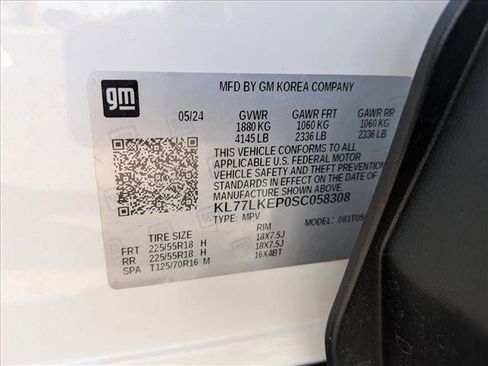 gm
MFD BY GM KOREA COMPANY
05/24 GVWR GAWR FRT GAWR RR
1880 KG 1060 KG 1060 KG
4145 LB 2336 LB 2336 LB
THIS VEHICLE CONFORMS TO ALL
APPLICABLE U.S. FEDERAL MOTOR
VEHICLE SAFETY AND THEFT PREVENTION
STANDARDS IN EFFECT ON THE DATE OF
MANUFACTURE SHOWN ABOVE.
KL77LKEP0SC058308
TYPE: MPV MODEL:
TIRE SIZE RIM
FRT 225/55R18 H 18X7.5J
RR 225/55R18 H 18X7.5J
SPA T125/70R16 M 16X4BT